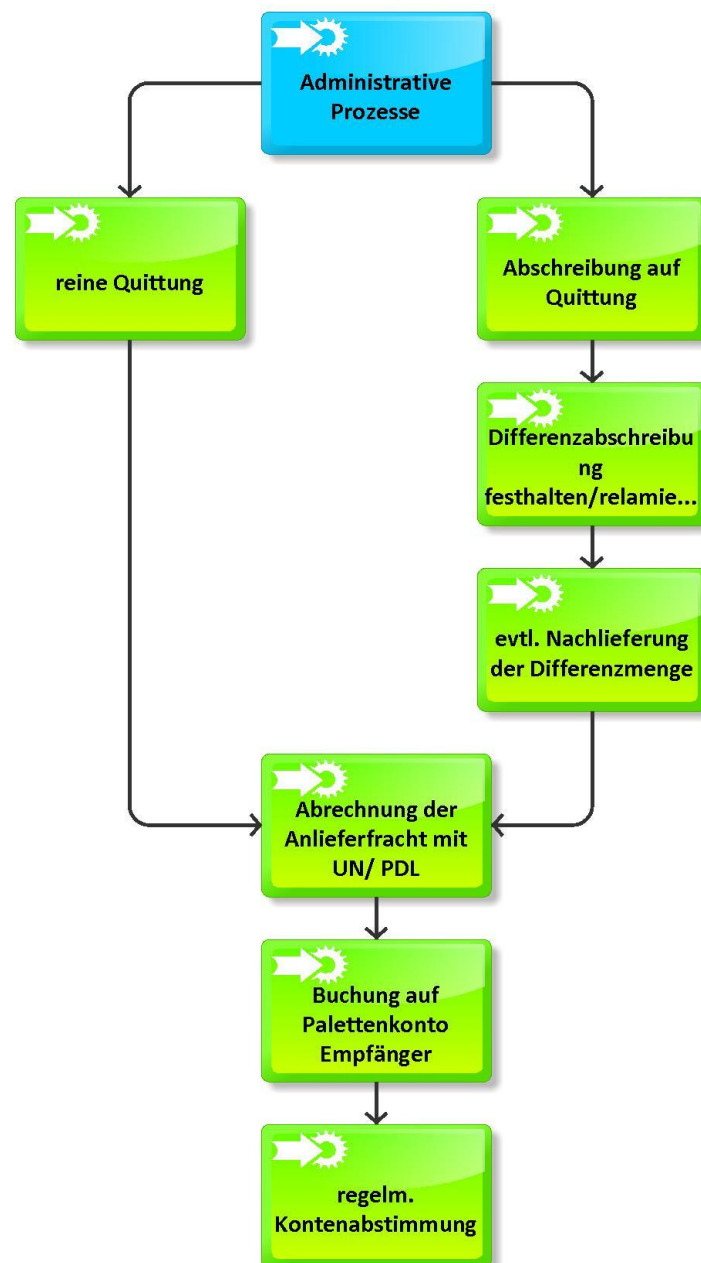 Administrative
Prozesse
reine Quittung
Abschreibung auf
Quittung
Differenzabschreibu
ng
festhalten/relamie...
evtl. Nachlieferung
der Differenzmenge
Abrechnung der
Anlieferfracht mit
UN/ PDL
Buchung auf
Palettenkonto
Empfänger
regelm.
Kontenabstimmung